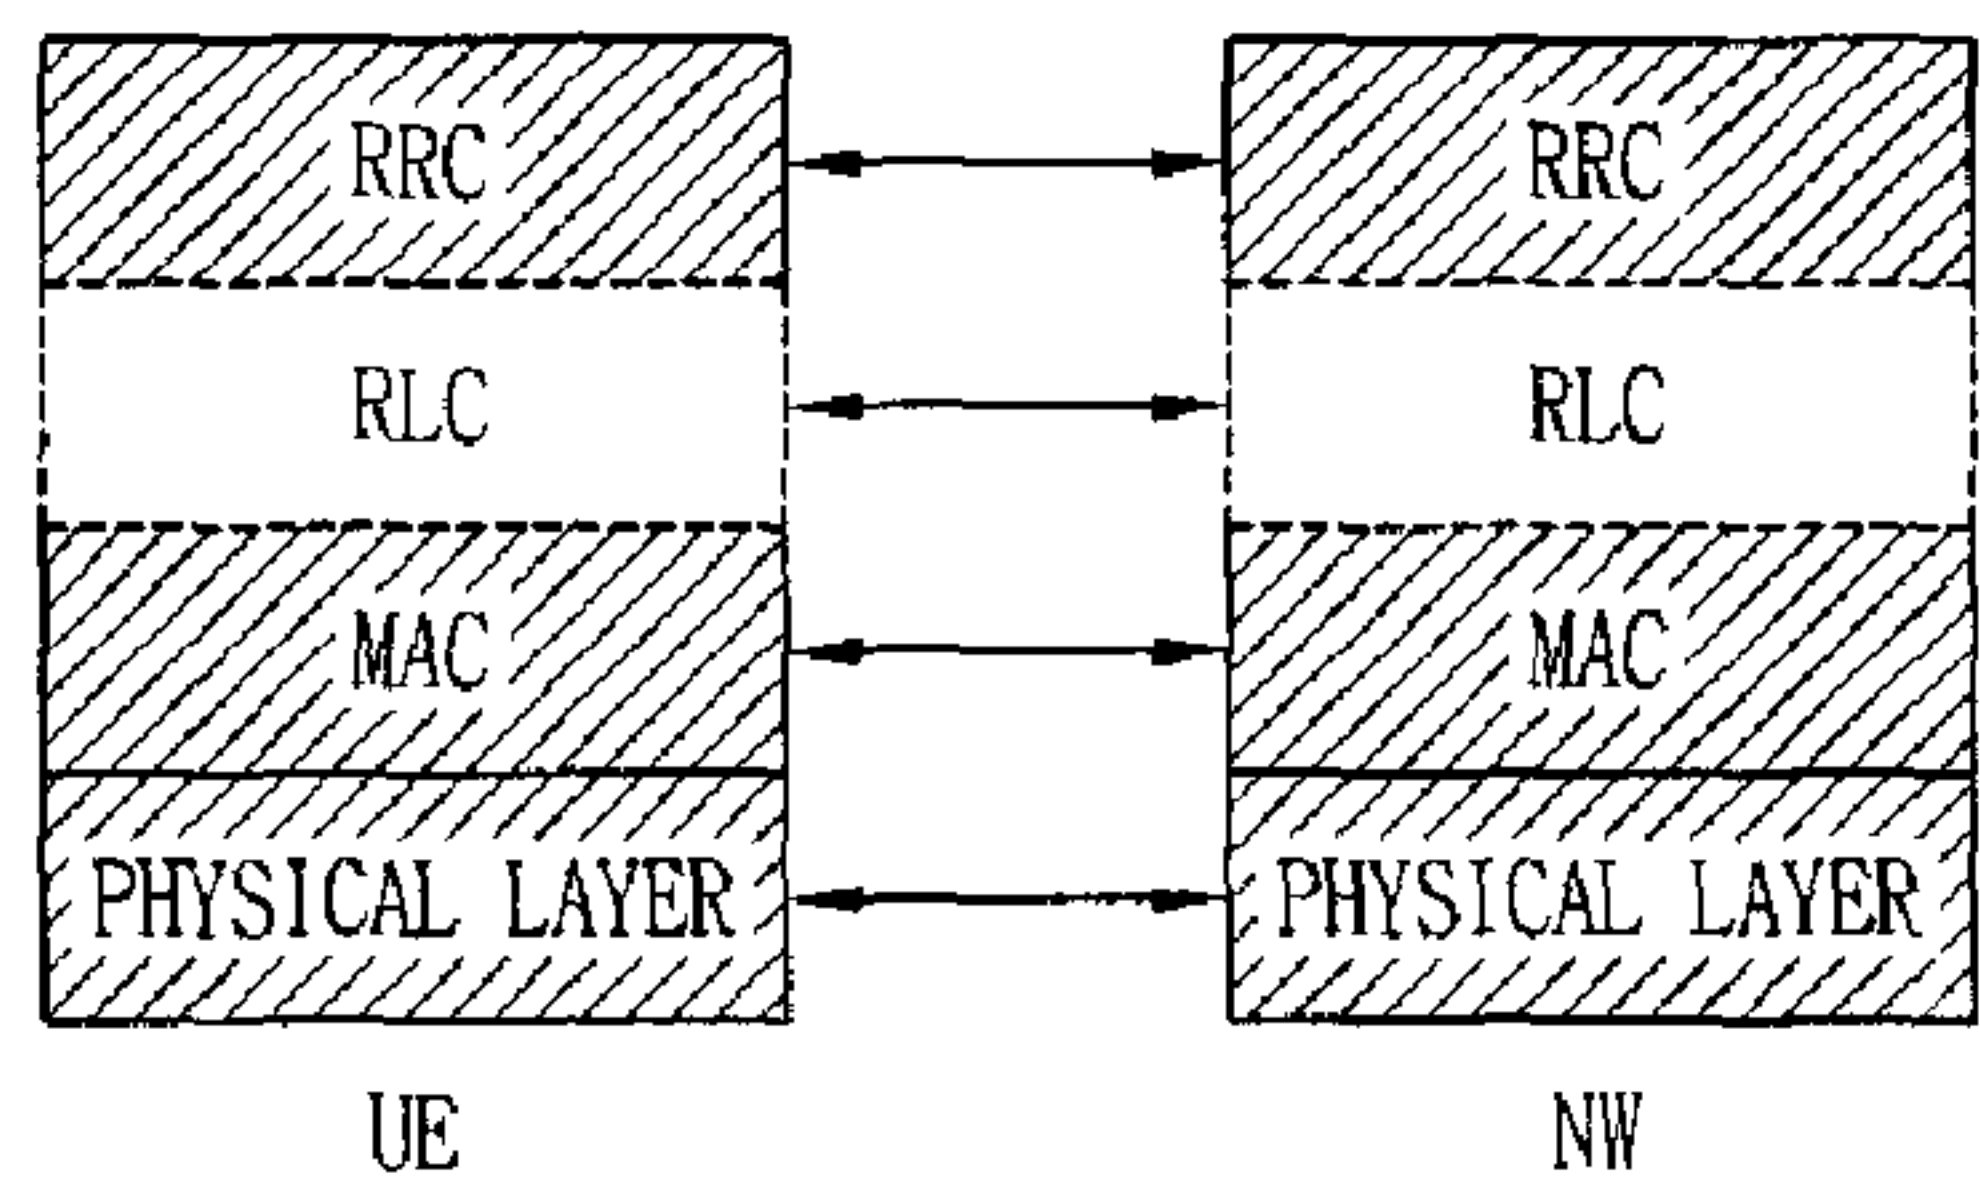 RRC RRC
RLC RLC
MAC MAC
PHYSICAL LAYER PHYSICAL LAYER
UE NW